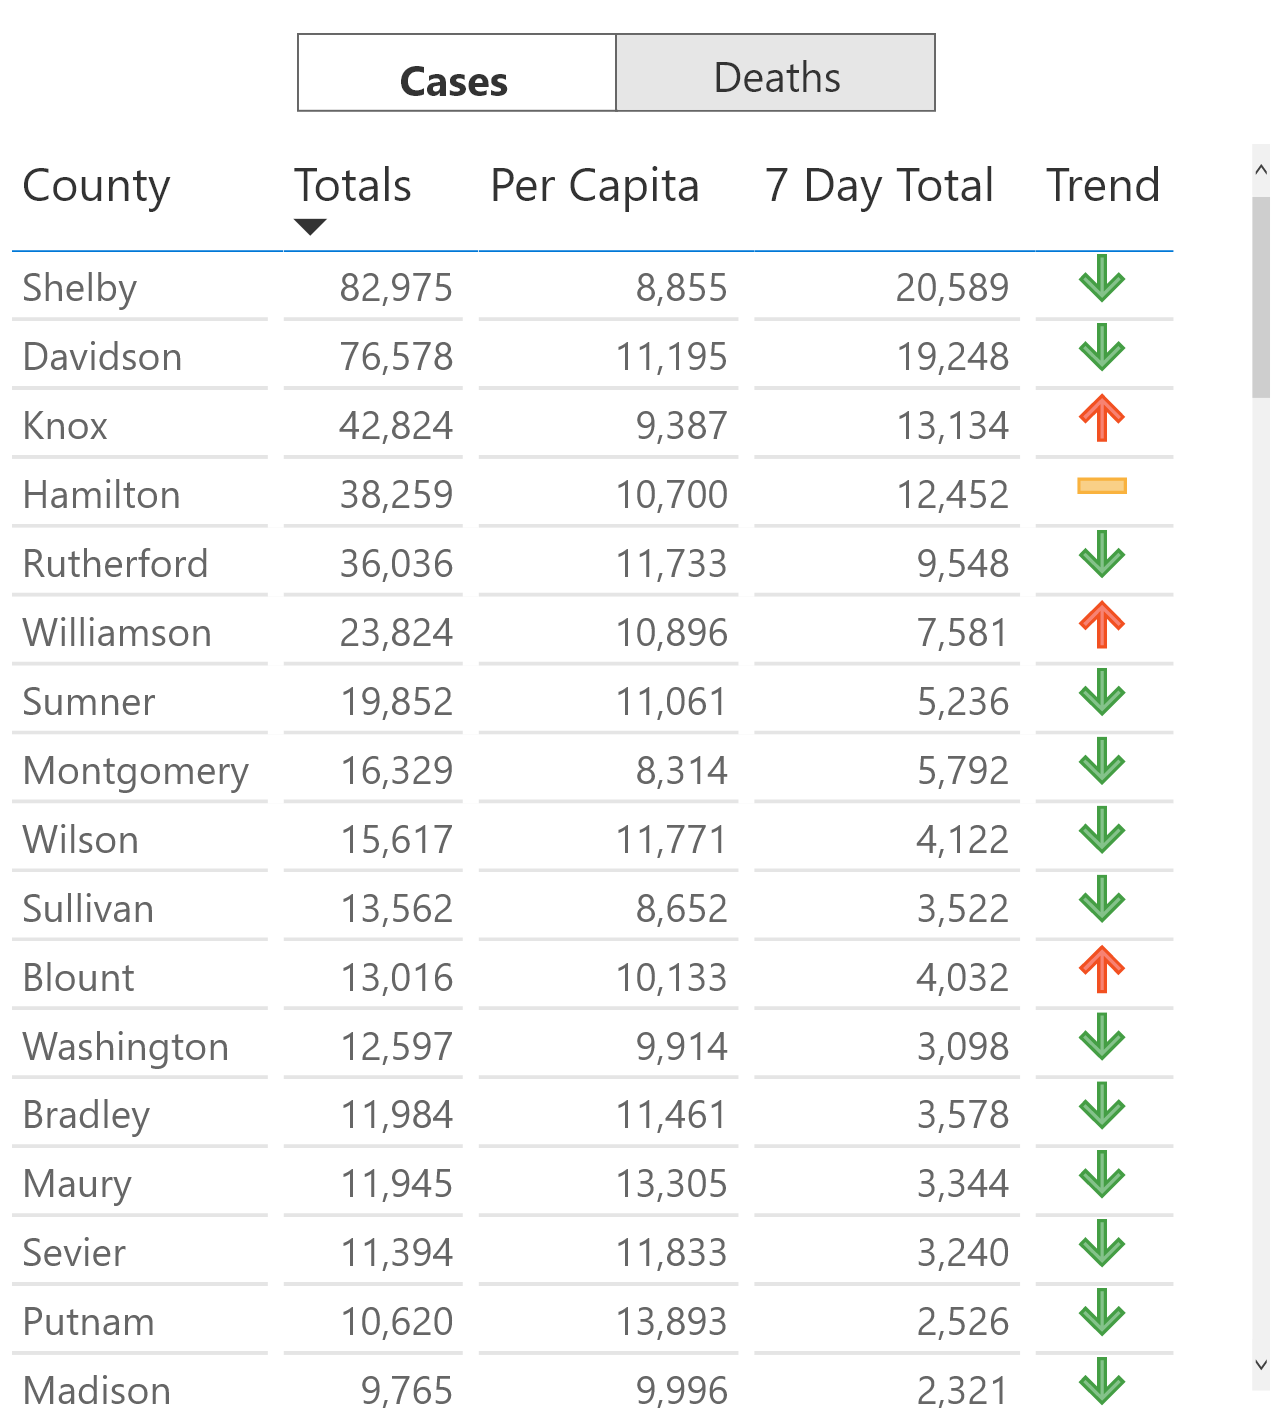 Cases Deaths
County Totals Per Capita 7 Day Total Trend
Shelby 82,975 8,855 20,589
Davidson 76,578 11,195 19,248
Knox 42,824 9,387 13,134
Hamilton 38,259 10,700 12,452
Rutherford 36,036 11,733 9,548
Williamson 23,824 10,896 7,581
Sumner 19,852 11,061 5,236
Montgomery 16,329 8,314 5,792
Wilson 15,617 11,771 4,122
Sullivan 13,562 8,652 3,522
Blount 13,016 10,133 4,032
Washington 12,597 9,914 3,098
Bradley 11,984 11,461 3,578
Maury 11,945 13,305 3,344
Sevier 11,394 11,833 3,240
Putnam 10,620 13,893 2,526
Madison 9,765 9,996 2,321